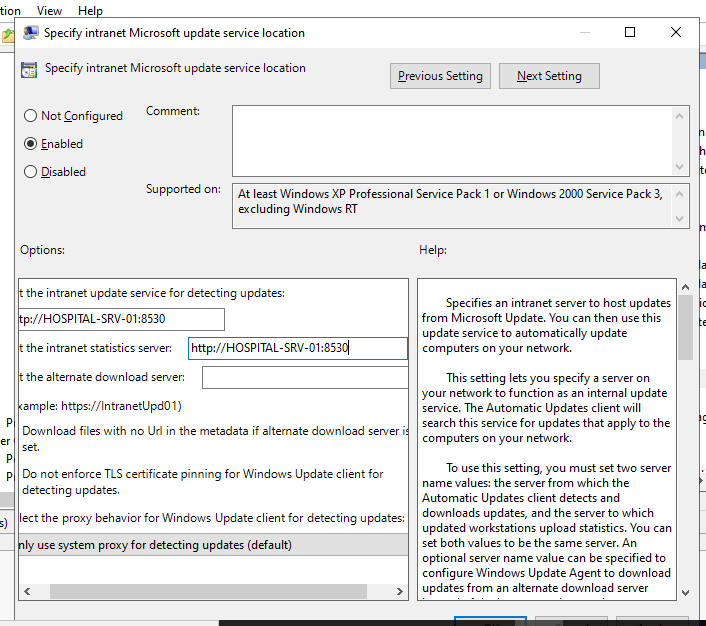 tion View Help
Specify intranet Microsoft update service location
Specify intranet Microsoft update service location
Previous Setting Next Setting
Not Configured
Comment:
Enabled
Disabled
Supported on:
At least Windows XP Professional Service Pack 1 or Windows 2000 Service Pack 3,
excluding Windows RT
Options:
Help:
t the intranet update service for detecting updates:
tp://HOSPITAL-SRV-01:8530
t the intranet statistics server: http://HOSPITAL-SRV-01:8530
t the alternate download server:
xample: https://IntranetUpd01)
Download files with no Url in the metadata if alternate download server is
set.
Do not enforce TLS certificate pinning for Windows Update client for
detecting updates.
lect the proxy behavior for Windows Update client for detecting updates:
nly use system proxy for detecting updates (default)
Specifies an intranet server to host updates
from Microsoft Update. You can then use this
update service to automatically update
computers on your network.
This setting lets you specify a server on
your network to function as an internal update
service. The Automatic Updates client will
search this service for updates that apply to the
computers on your network.
To use this setting, you must set two server
name values: the server from which the
Automatic Updates client detects and
downloads updates, and the server to which
updated workstations upload statistics. You can
set both values to be the same server. An
optional server name value can be specified to
configure Windows Update Agent to download
updates from an alternate download server